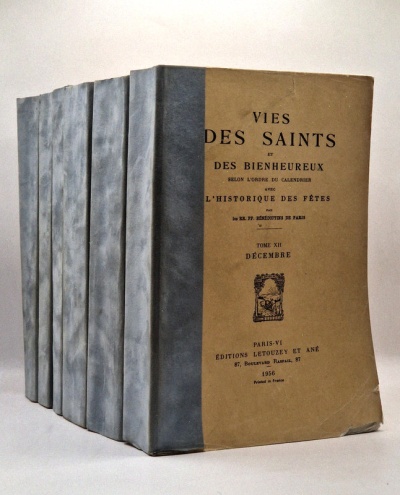 VIES
DES SAINTS
ET
DES BIENHEUREUX
SELON L'ORDRE DU CALENDRIER
AVEC
L'HISTORIQUE DES FÊTES
PAR
les RR. PP. BÉNÉDICTINS DE PARIS
TOME XII
DÉCEMBRE
PARIS-VI
ÉDITIONS LETOUZEY ET ANÉ
87, BOULEVARD RASPAIL, 87
1956
Printed in France